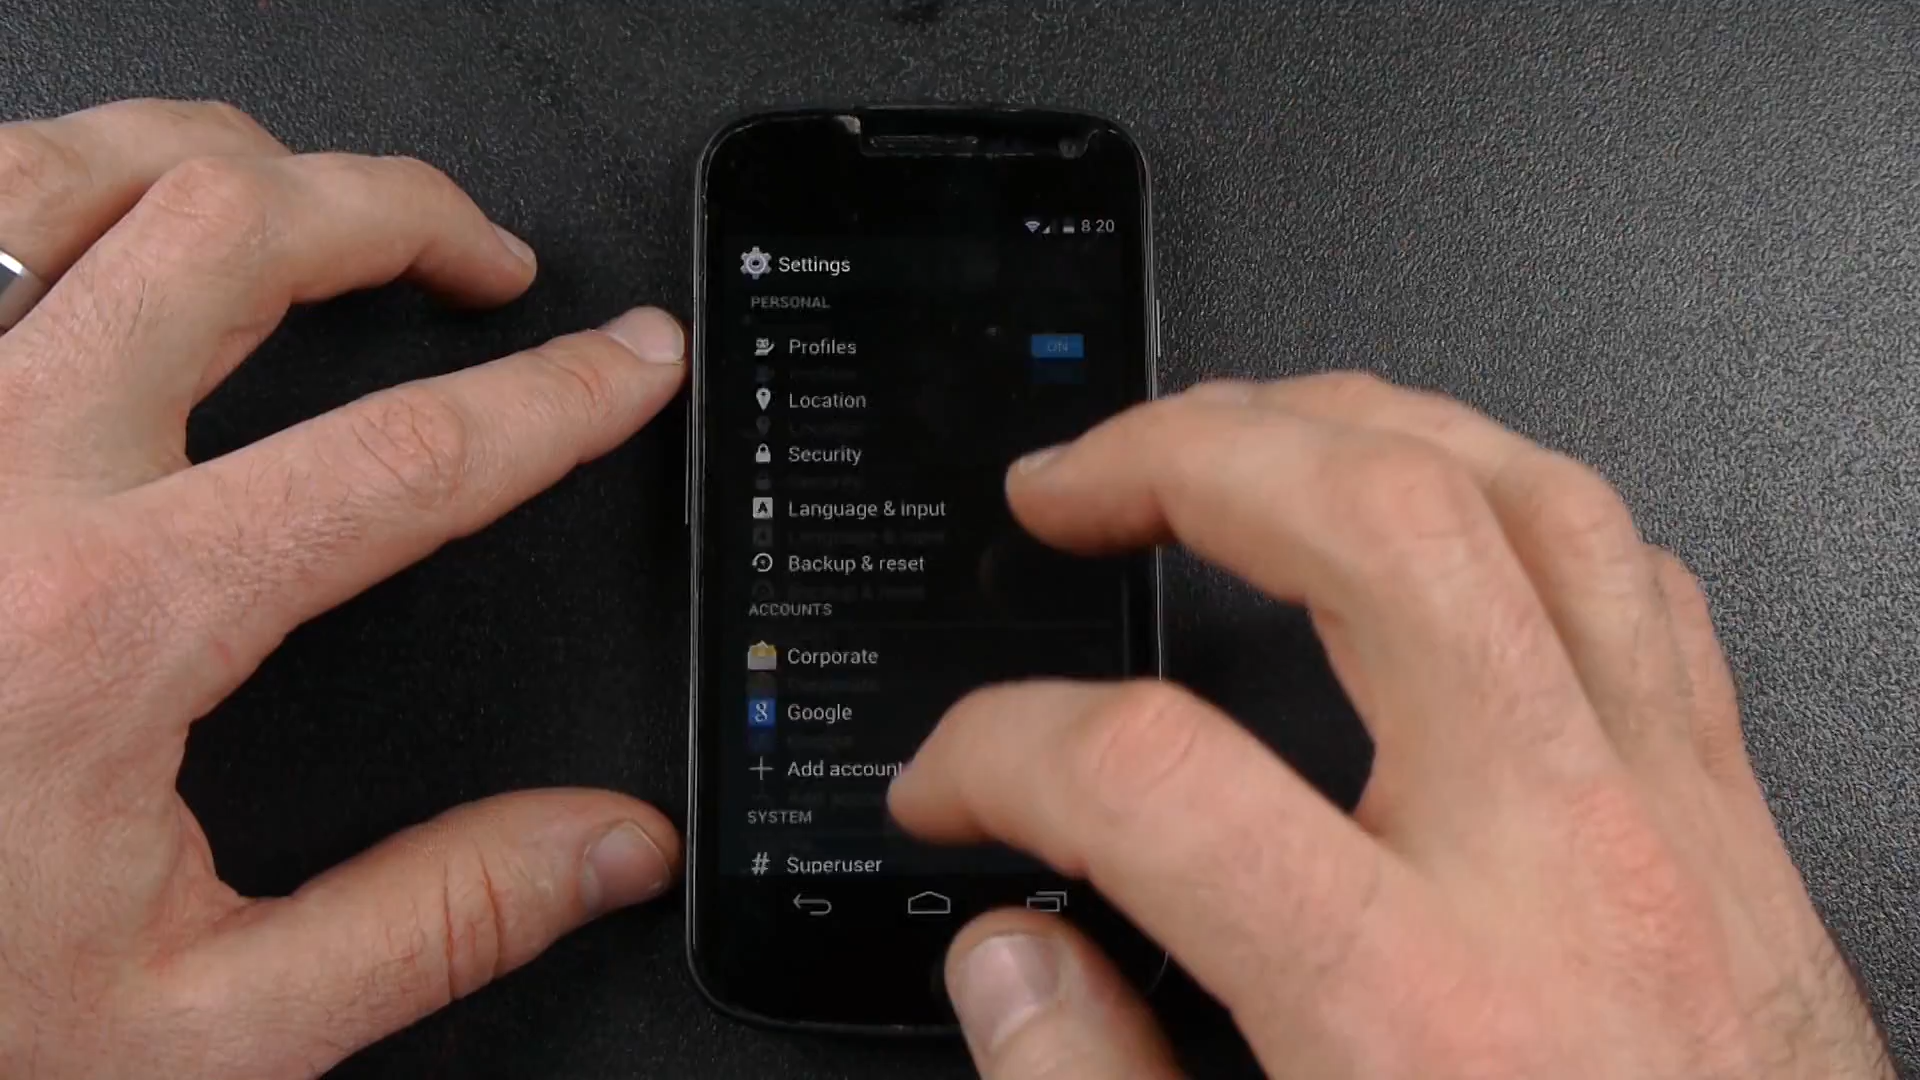 8 20
Settings
PERSONAL
Profiles
ON
Location
Security
Language & input
Backup & reset
ACCOUNTS
Corporate
Google
Add account
SYSTEM
# Superuser